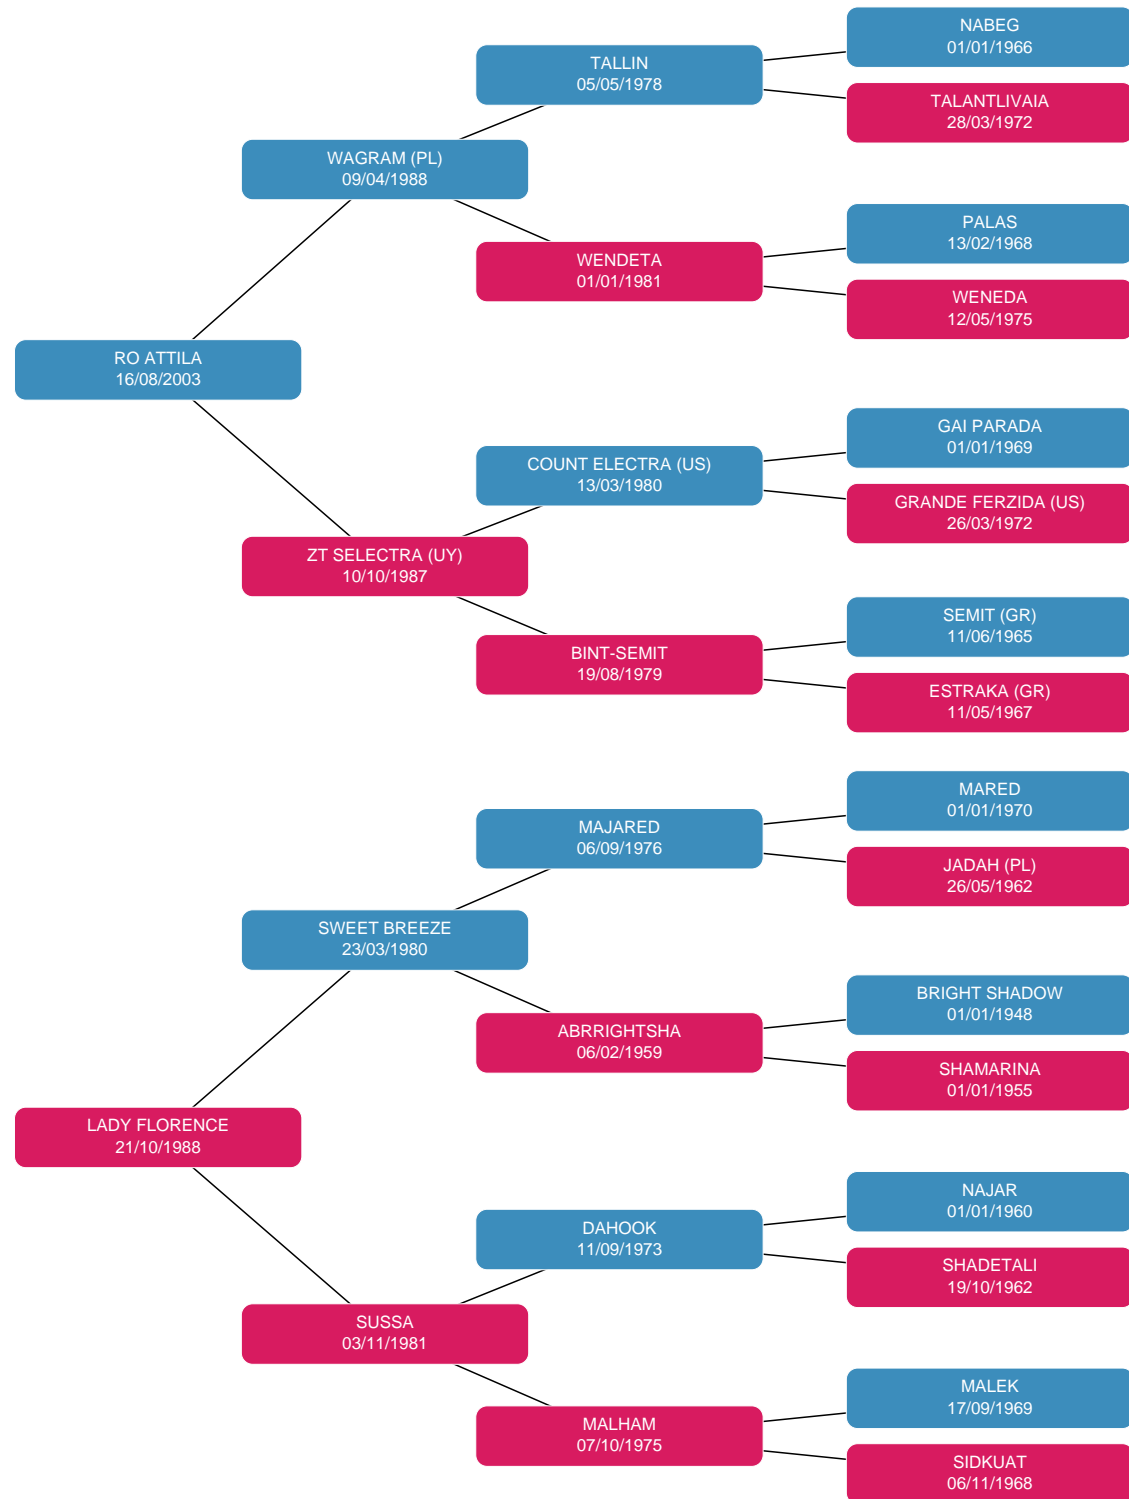 NABEG
01/01/1966
TALLIN
05/05/1978
TALANTLIVAIA
28/03/1972
WAGRAM (PL)
09/04/1988
PALAS
13/02/1968
WENDETA
01/01/1981
WENEDA
12/05/1975
RO ATTILA
16/08/2003
GAI PARADA
01/01/1969
COUNT ELECTRA (US)
13/03/1980
GRANDE FERZIDA (US)
26/03/1972
ZT SELECTRA (UY)
10/10/1987
SEMIT (GR)
11/06/1965
BINT-SEMIT
19/08/1979
ESTRAKA (GR)
11/05/1967
MARED
01/01/1970
MAJARED
06/09/1976
JADAH (PL)
26/05/1962
SWEET BREEZE
23/03/1980
BRIGHT SHADOW
01/01/1948
ABRRIGHTSHA
06/02/1959
SHAMARINA
01/01/1955
LADY FLORENCE
21/10/1988
NAJAR
01/01/1960
DAHOOK
11/09/1973
SHADETALI
19/10/1962
SUSSA
03/11/1981
MALEK
17/09/1969
MALHAM
07/10/1975
SIDKUAT
06/11/1968